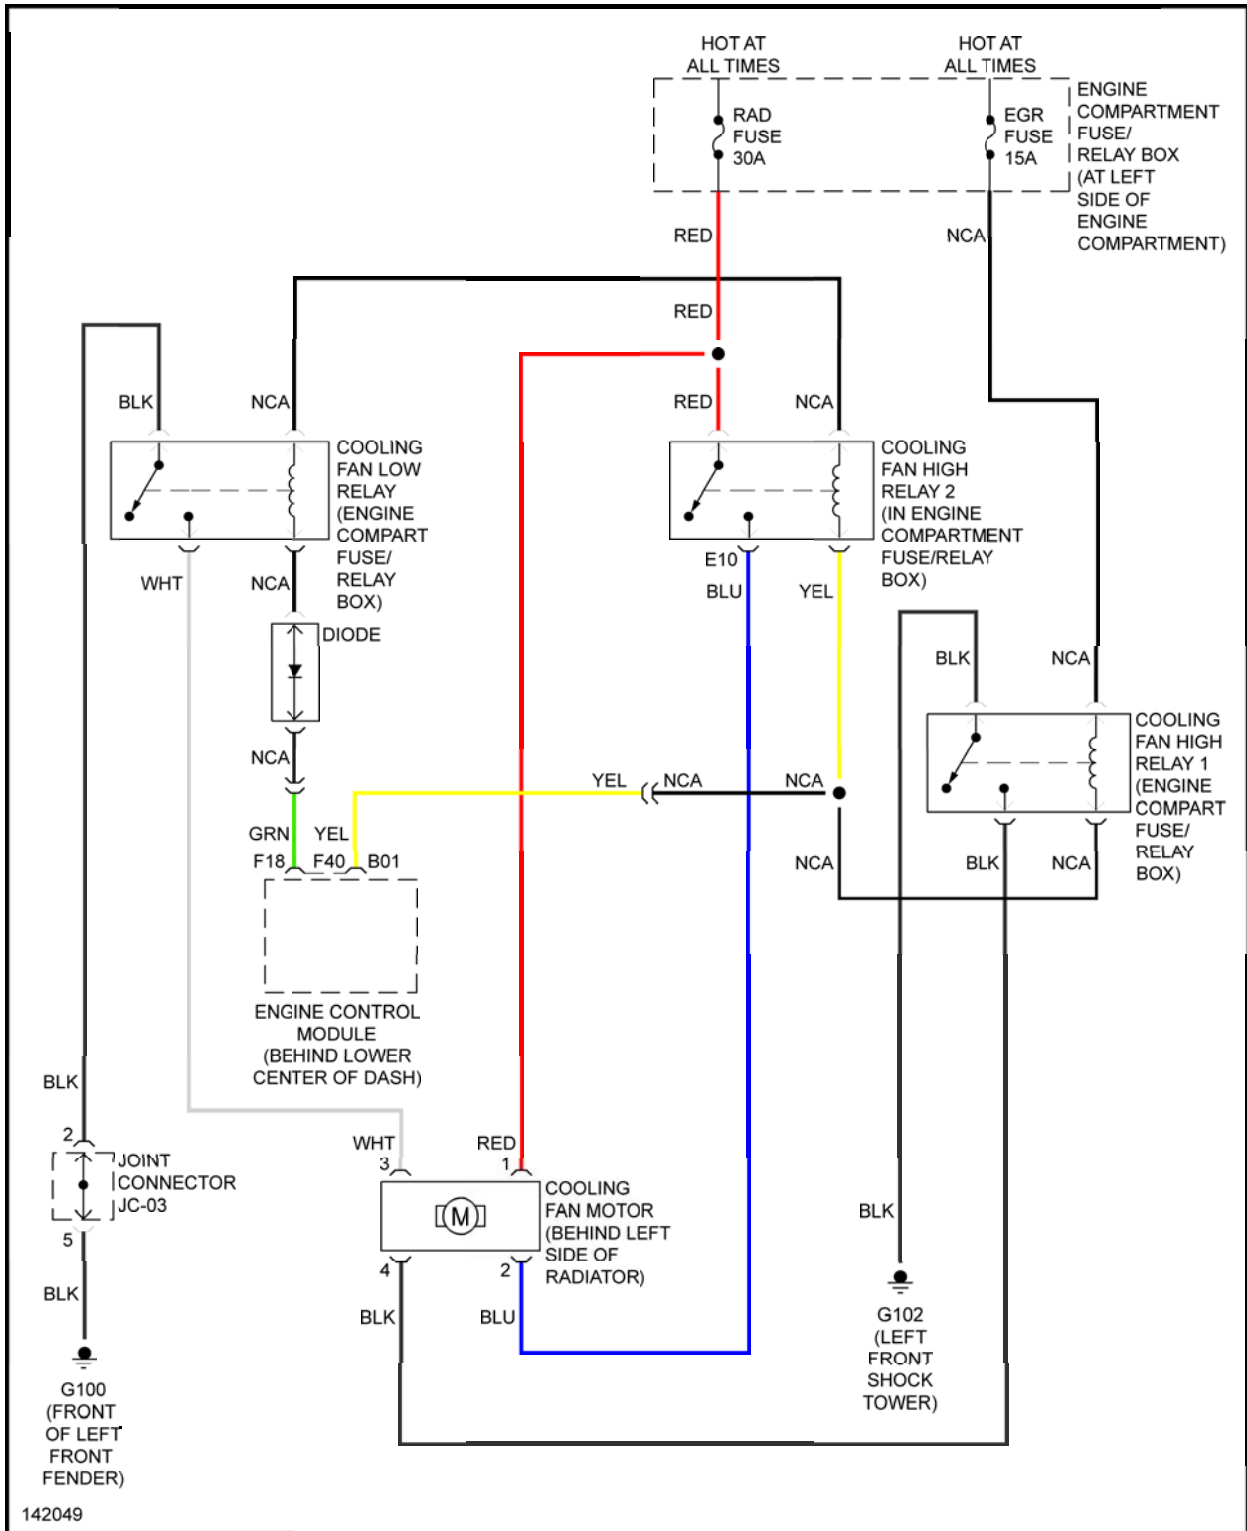 HOT AT
ALL TIMES
HOT AT
ALL TIMES
RAD
FUSE
30A
EGR
FUSE
15A
ENGINE
COMPARTMENT
FUSE/
RELAY BOX
(AT LEFT
SIDE OF
ENGINE
COMPARTMENT)
RED
NCA
RED
BLK
NCA
RED
NCA
COOLING
FAN LOW
RELAY
(ENGINE
COMPART
FUSE/
RELAY
BOX)
COOLING
FAN HIGH
RELAY 2
(IN ENGINE
COMPARTMENT
FUSE/RELAY
BOX)
WHT
NCA
E10
BLU
YEL
DIODE
BLK
NCA
COOLING
FAN HIGH
RELAY 1
(ENGINE
COMPART
FUSE/
RELAY
BOX)
NCA
YEL
NCA
NCA
GRN
YEL
F18
F40
B01
NCA
BLK
NCA
ENGINE CONTROL
MODULE
(BEHIND LOWER
CENTER OF DASH)
BLK
2
JOINT
CONNECTOR
JC-03
5
BLK
G100
(FRONT
OF LEFT
FRONT
FENDER)
WHT
3
RED
1
M
COOLING
FAN MOTOR
(BEHIND LEFT
SIDE OF
RADIATOR)
4
2
BLK
BLU
BLK
G102
(LEFT
FRONT
SHOCK
TOWER)
142049